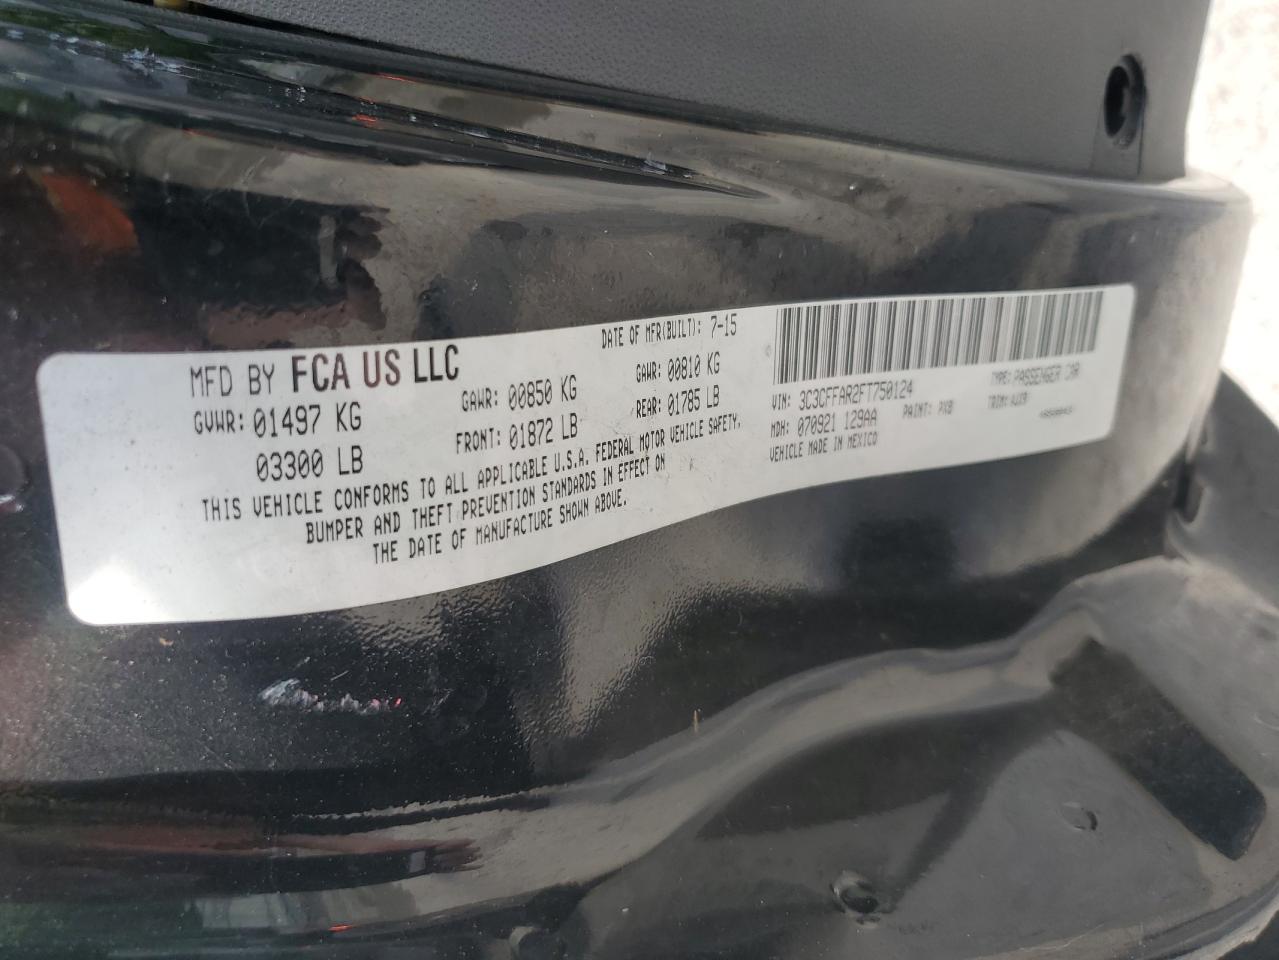 MFD BY FCA US LLC
DATE OF MFR(BUILT): 7-15
GVWR: 01497 KG
03300 LB
GAWR: 00850 KG
FRONT: 01872 LB
GAWR: 00810 KG
REAR: 01785 LB
THIS VEHICLE CONFORMS TO ALL APPLICABLE U.S.A. FEDERAL MOTOR VEHICLE SAFETY,
BUMPER AND THEFT PREVENTION STANDARDS IN EFFECT ON
THE DATE OF MANUFACTURE SHOWN ABOVE.
VIN: 3C3CFFAR2FT750124
TYPE: PASSENGER CAR
MDH: 070921 129AA
PAINT: PXB
TRIM:
VEHICLE MADE IN MEXICO